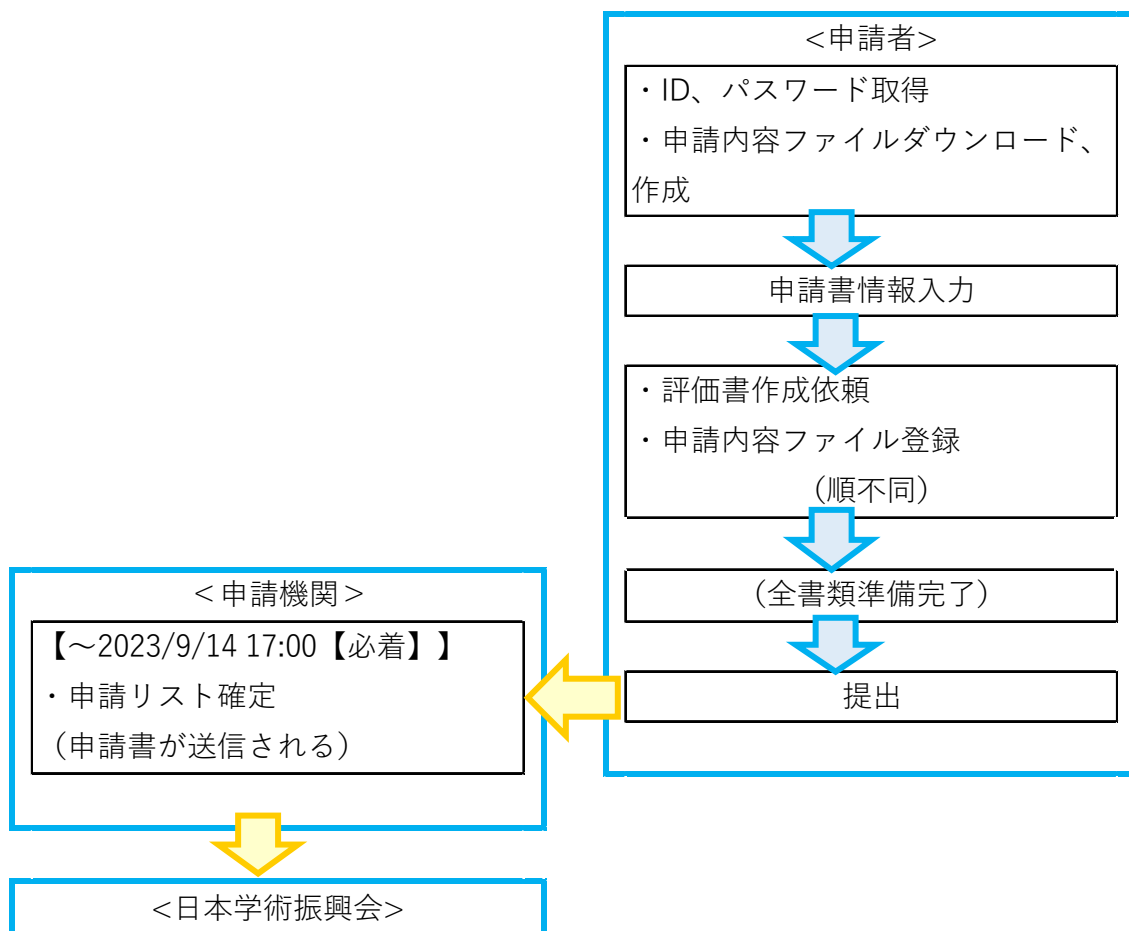 <申請者>
・ID、パスワード取得
・申請内容ファイルダウンロード、
作成
申請書情報入力
・評価書作成依頼
・申請内容ファイル登録
（順不同）
（全書類準備完了）
提出
＜申請機関＞
【～2023/9/14 17:00【必着】】
・申請リスト確定
（申請書が送信される）
<日本学術振興会>